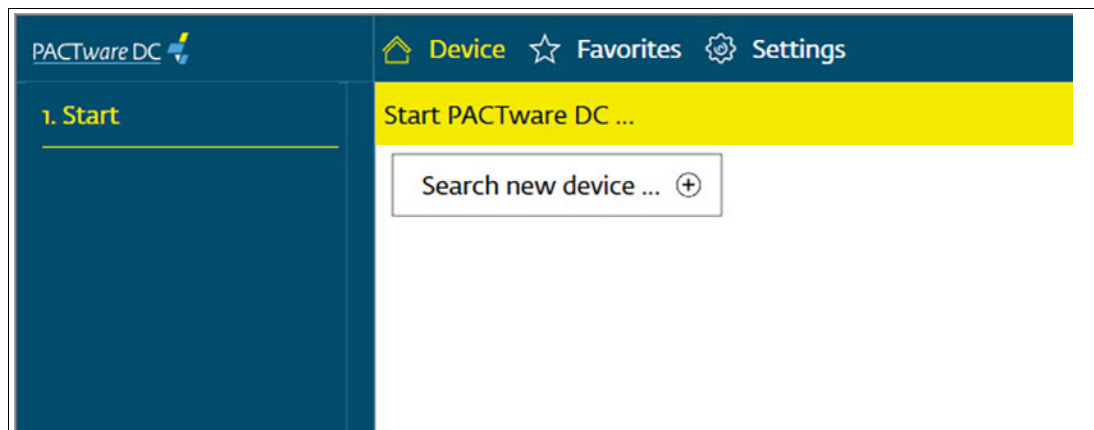 PACTware DC
Device Favorites Settings
1. Start
Start PACTware DC ...
Search new device ...